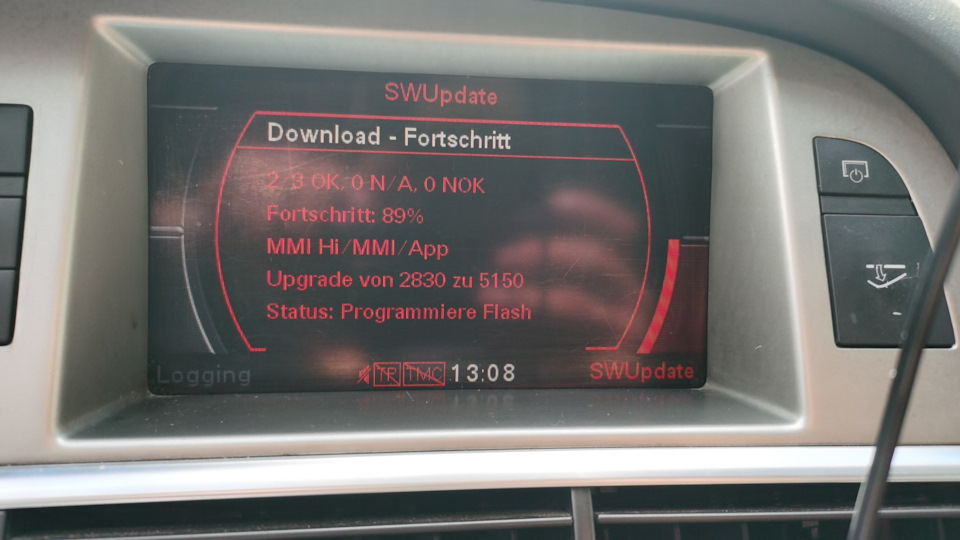 SWUpdate
Download - Fortschritt
2/3 OK, 0 N/A, 0 NOK
Fortschritt: 89%
MMI Hi/MMI/App
Upgrade von 2830 zu 5150
Status: Programmiere Flash
Logging TP TMC 13:08 SWUpdate